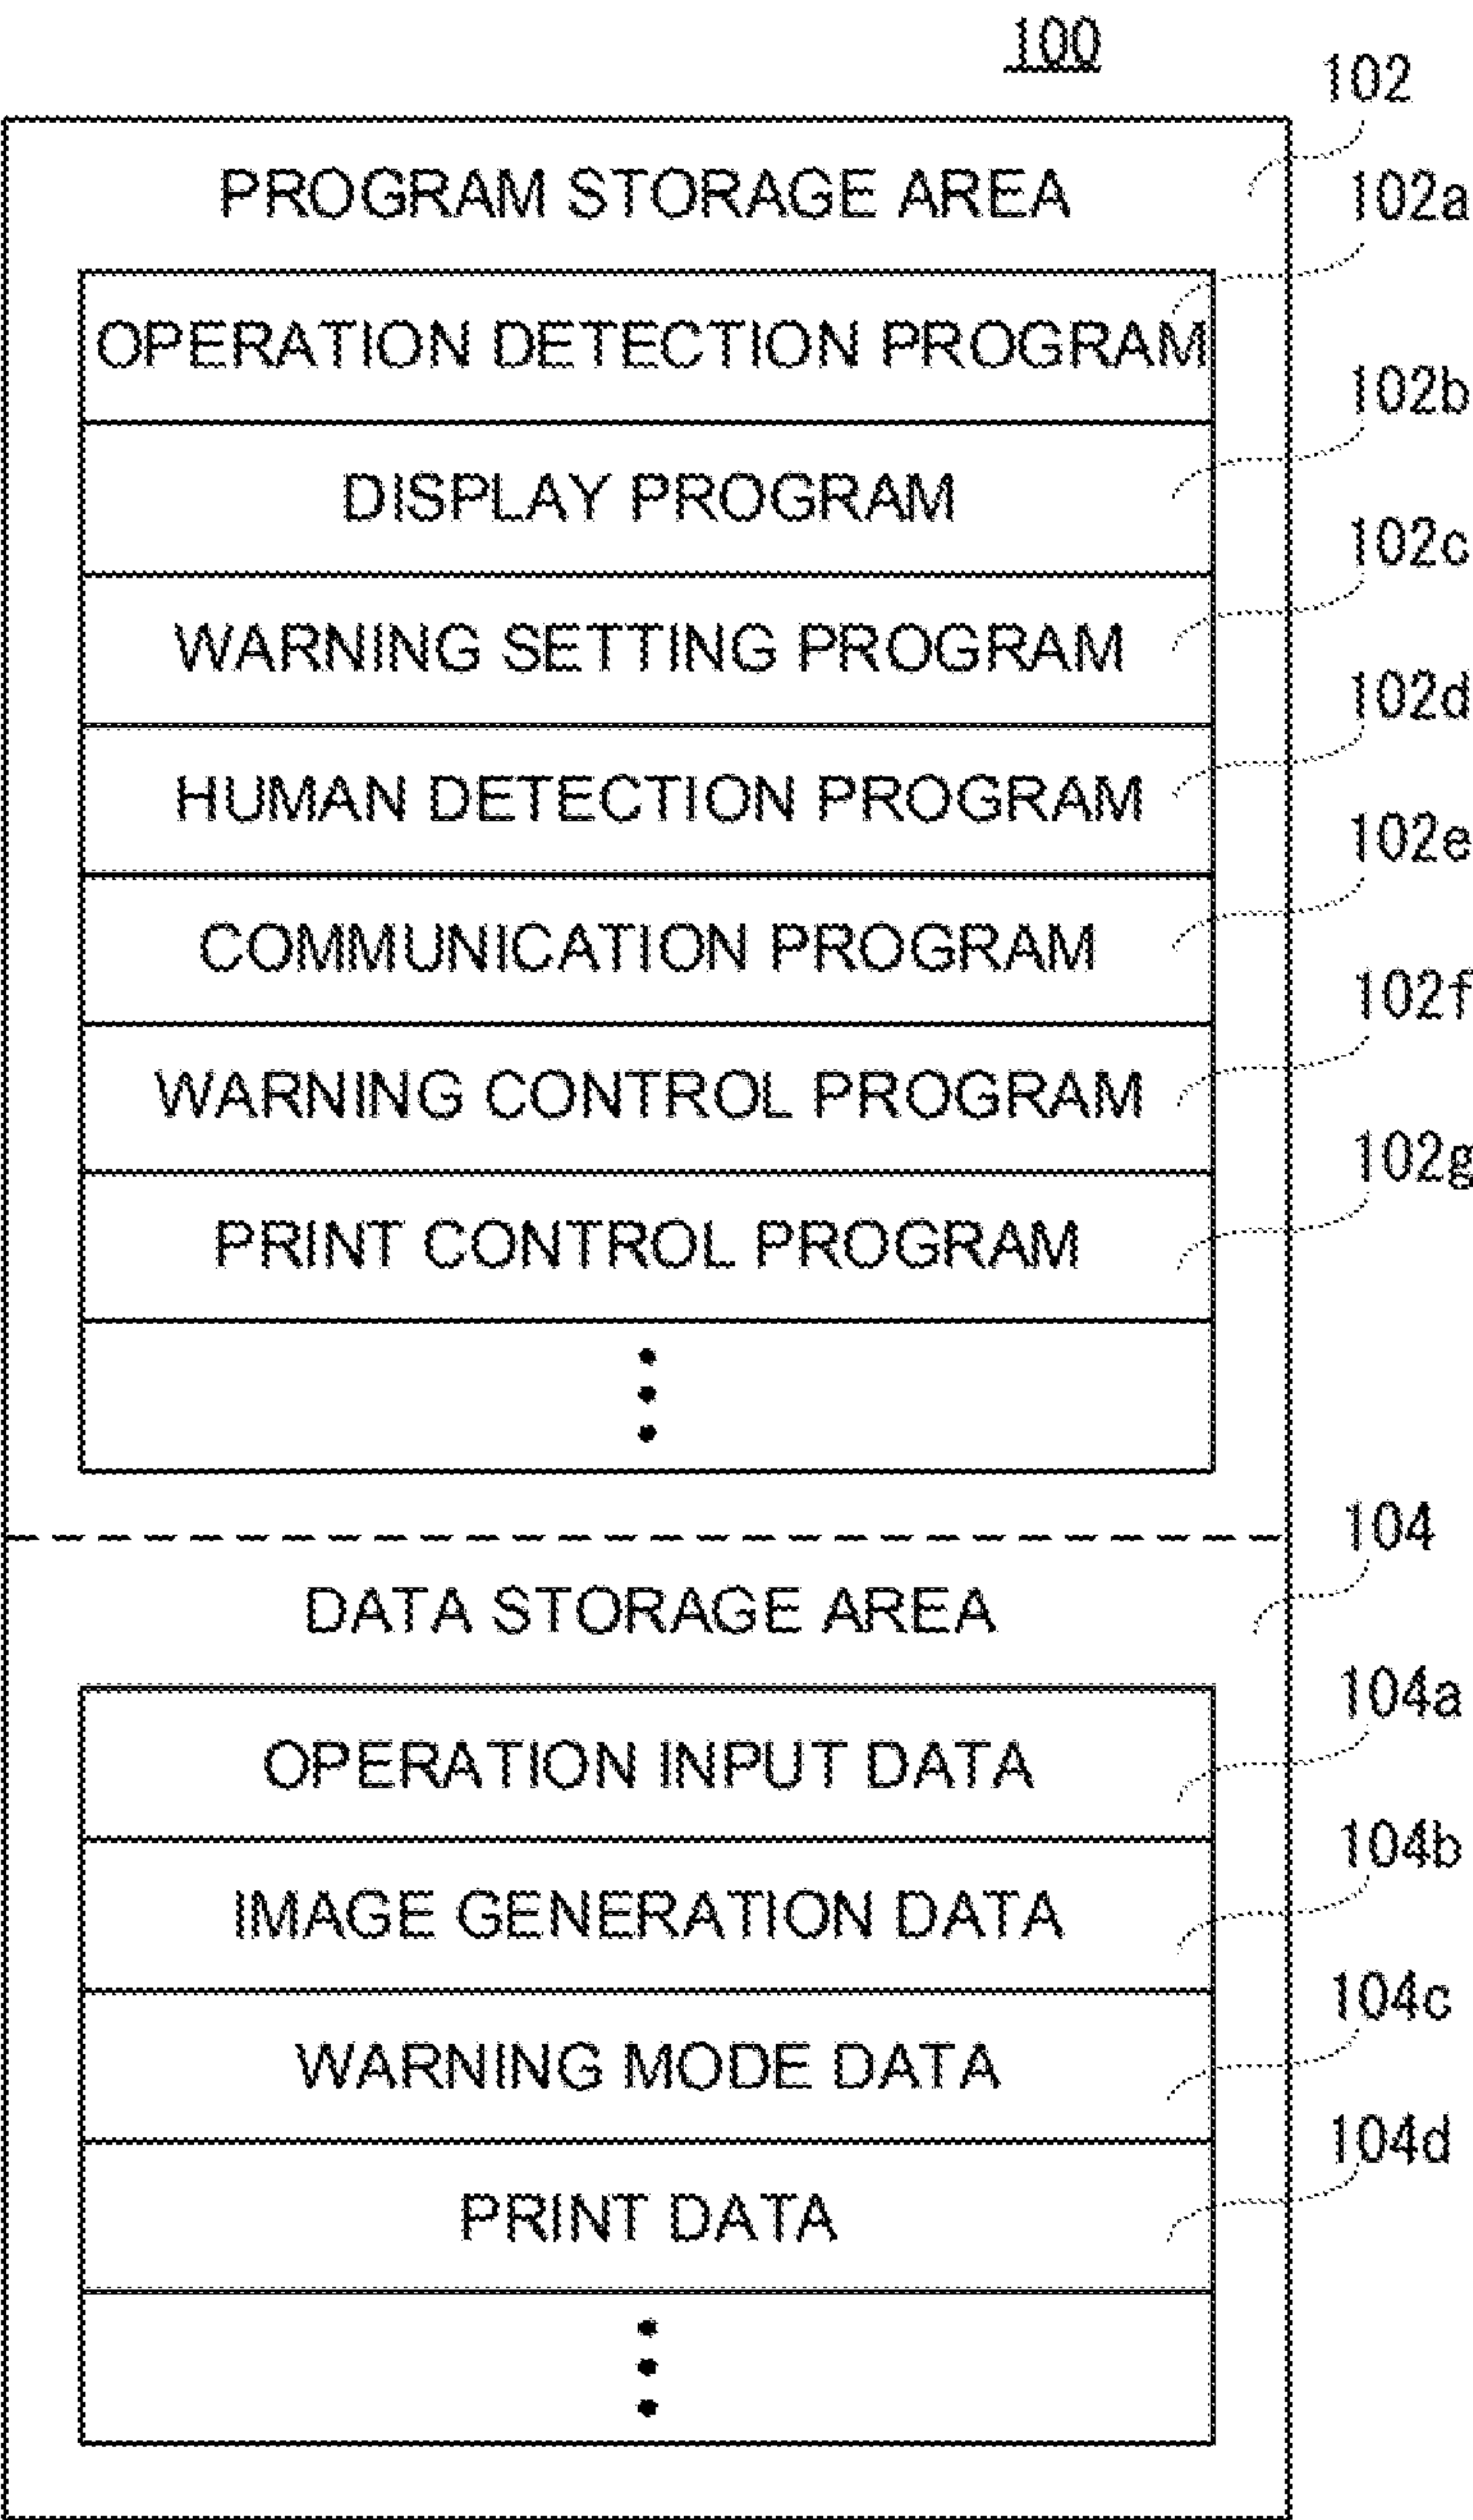 100
102
PROGRAM STORAGE AREA
102a
OPERATION DETECTION PROGRAM
102b
DISPLAY PROGRAM
102c
WARNING SETTING PROGRAM
102d
HUMAN DETECTION PROGRAM
102e
COMMUNICATION PROGRAM
102f
WARNING CONTROL PROGRAM
102g
PRINT CONTROL PROGRAM
104
DATA STORAGE AREA
104a
OPERATION INPUT DATA
104b
IMAGE GENERATION DATA
104c
WARNING MODE DATA
104d
PRINT DATA